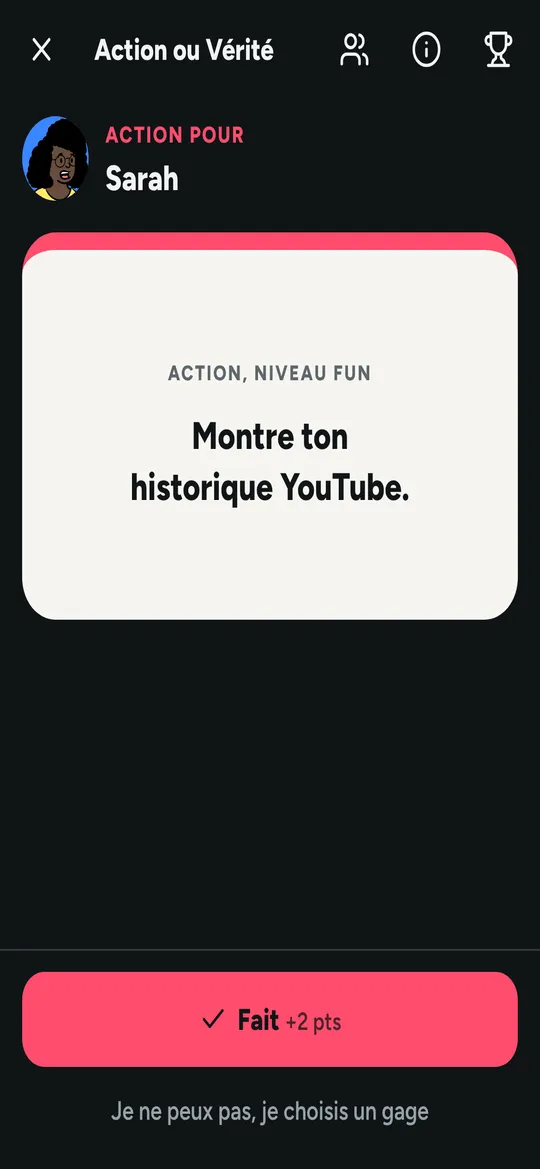 Action ou Vérité
ACTION POUR
Sarah
ACTION, NIVEAU FUN
Montre ton
historique YouTube.
Fait +2 pts
Je ne peux pas, je choisis un gage